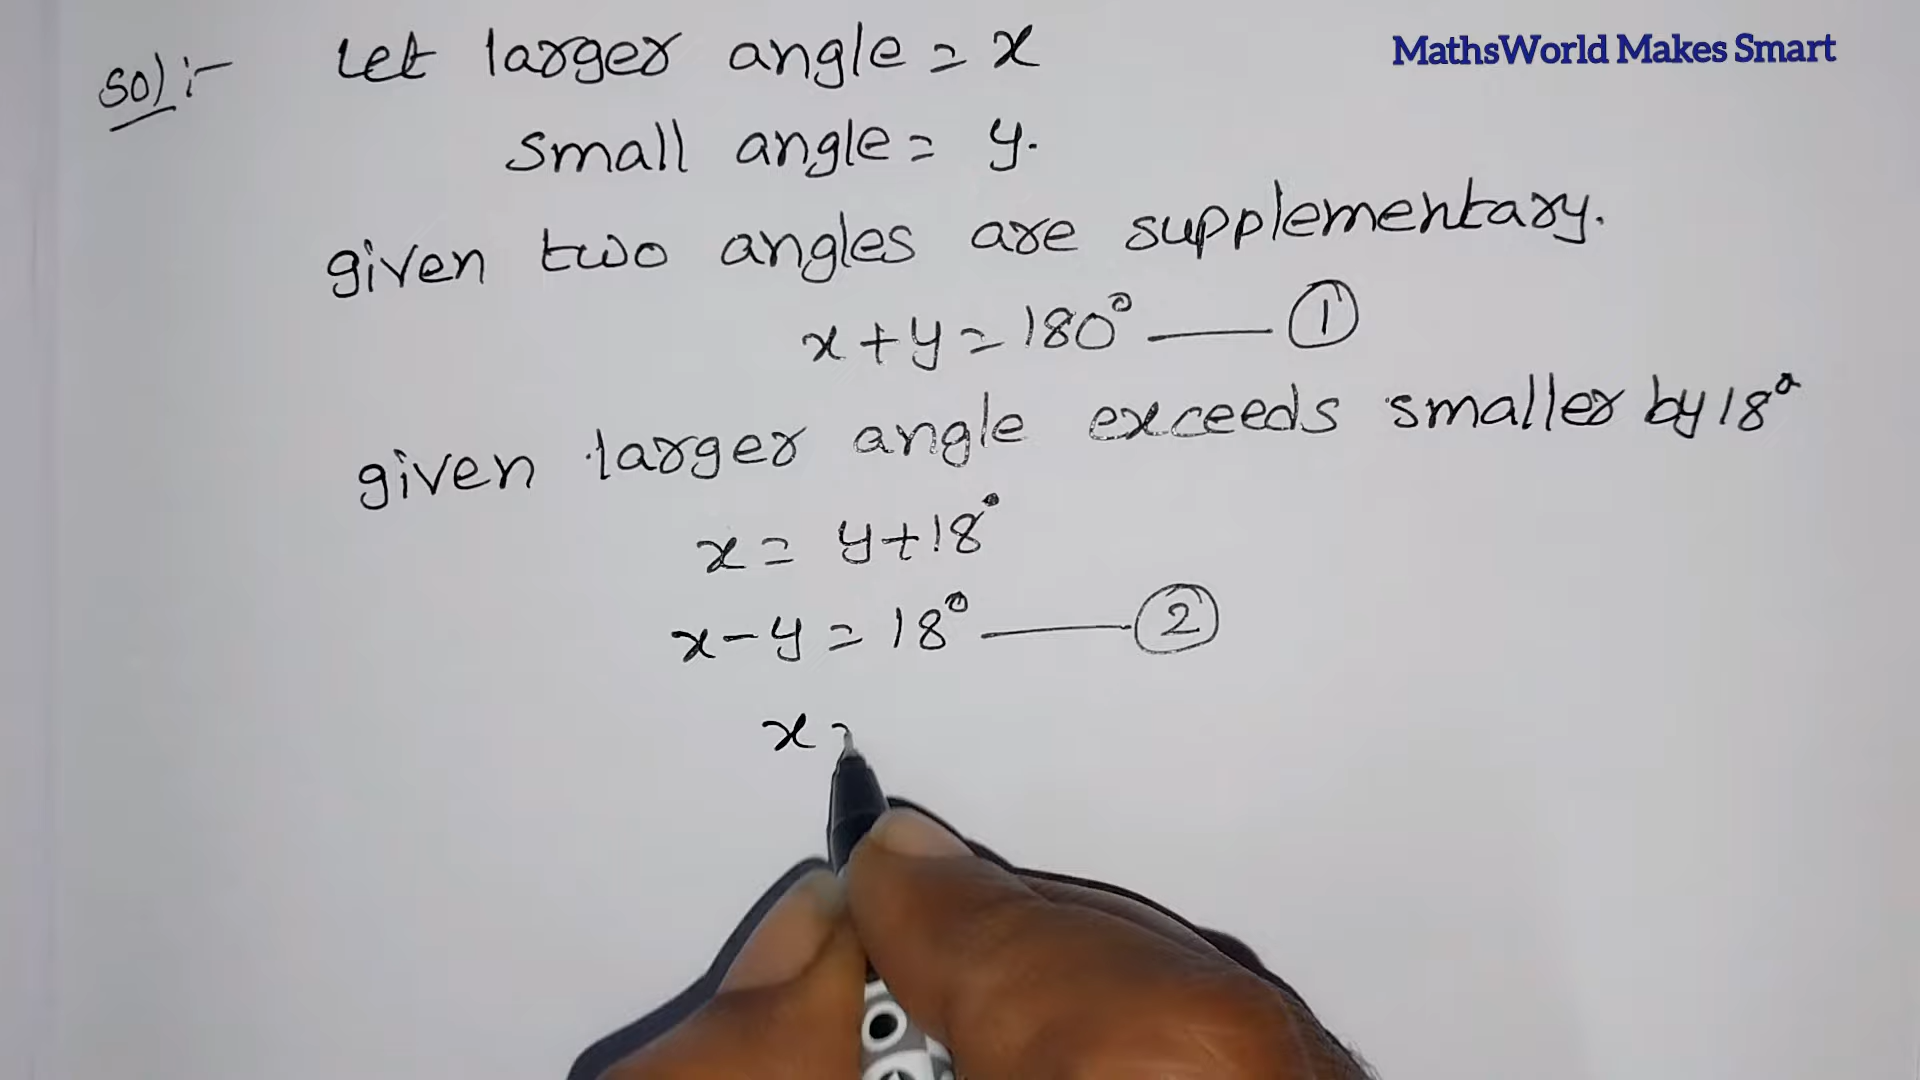 MathsWorld Makes Smart
Sol:- Let larger angle = x
small angle = y.
given two angles are supplementary.
x + y = 180° —— ①
given larger angle exceeds smaller by 18°
x = y + 18°
x - y = 18° —— ②
x =